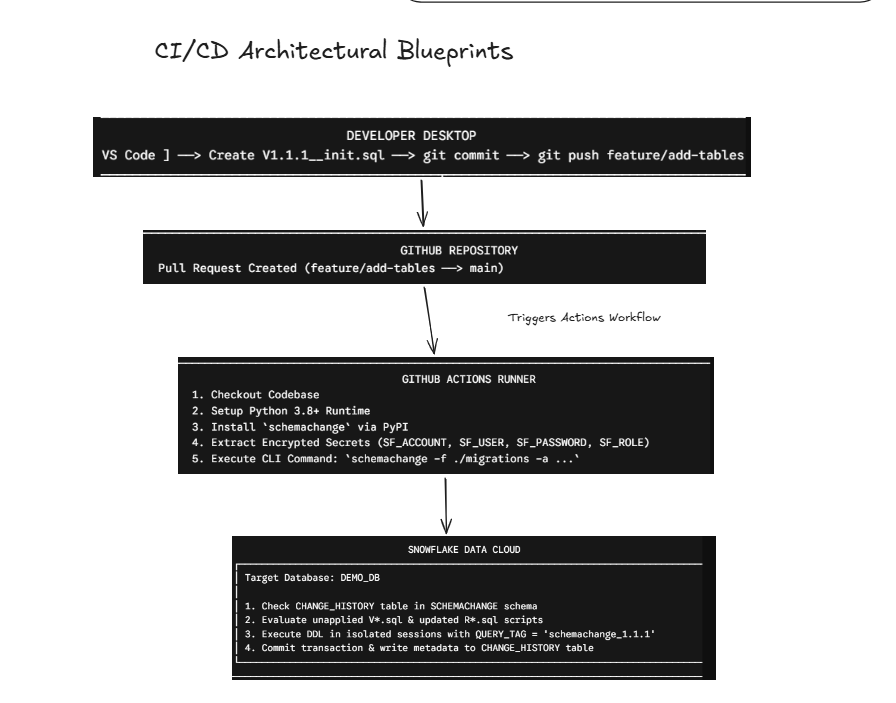 CI/CD Architectural Blueprints
DEVELOPER DESKTOP
VS Code ] ──> Create V1.1.1__init.sql ──> git commit ──> git push feature/add-tables
GITHUB REPOSITORY
Pull Request Created (feature/add-tables ──> main)
Triggers Actions Workflow
GITHUB ACTIONS RUNNER
1. Checkout Codebase
2. Setup Python 3.8+ Runtime
3. Install `schemachange` via PyPI
4. Extract Encrypted Secrets (SF_ACCOUNT, SF_USER, SF_PASSWORD, SF_ROLE)
5. Execute CLI Command: `schemachange -f ./migrations -a ...`
SNOWFLAKE DATA CLOUD
Target Database: DEMO_DB
1. Check CHANGE_HISTORY table in SCHEMACHANGE schema
2. Evaluate unapplied V*.sql & updated R*.sql scripts
3. Execute DDL in isolated sessions with QUERY_TAG = 'schemachange_1.1.1'
4. Commit transaction & write metadata to CHANGE_HISTORY table